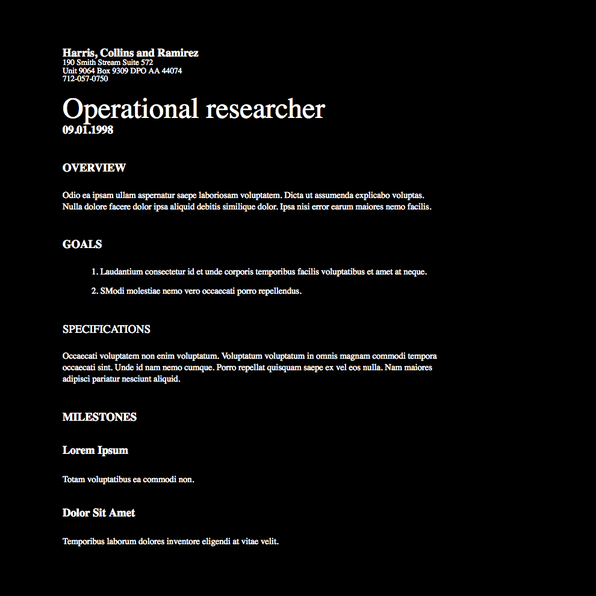 Harris, Collins and Ramirez
190 Smith Stream Suite 572
Unit 9064 Box 9309 DPO AA 44074
712-057-0750
Operational researcher
09.01.1998
OVERVIEW
Odio ea ipsam ullam aspernatur saepe laboriosam voluptatem. Dicta ut assumenda explicabo voluptas.
Nulla dolore facere dolor ipsa aliquid debitis similique dolor. Ipsa nisi error earum maiores nemo facilis.
GOALS
1. Laudantium consectetur id et unde corporis temporibus facilis voluptatibus et amet at neque.
2. SModi molestiae nemo vero occaecati porro repellendus.
SPECIFICATIONS
Occaecati voluptatem non enim voluptatum. Voluptatum voluptatum in omnis magnam commodi tempora
occaecati sint. Unde id nam nemo cumque. Porro repellat quisquam saepe ex vel eos nulla. Nam maiores
adipisci pariatur nesciunt aliquid.
MILESTONES
Lorem Ipsum
Totam voluptatibus ea commodi non.
Dolor Sit Amet
Temporibus laborum dolores inventore eligendi at vitae velit.